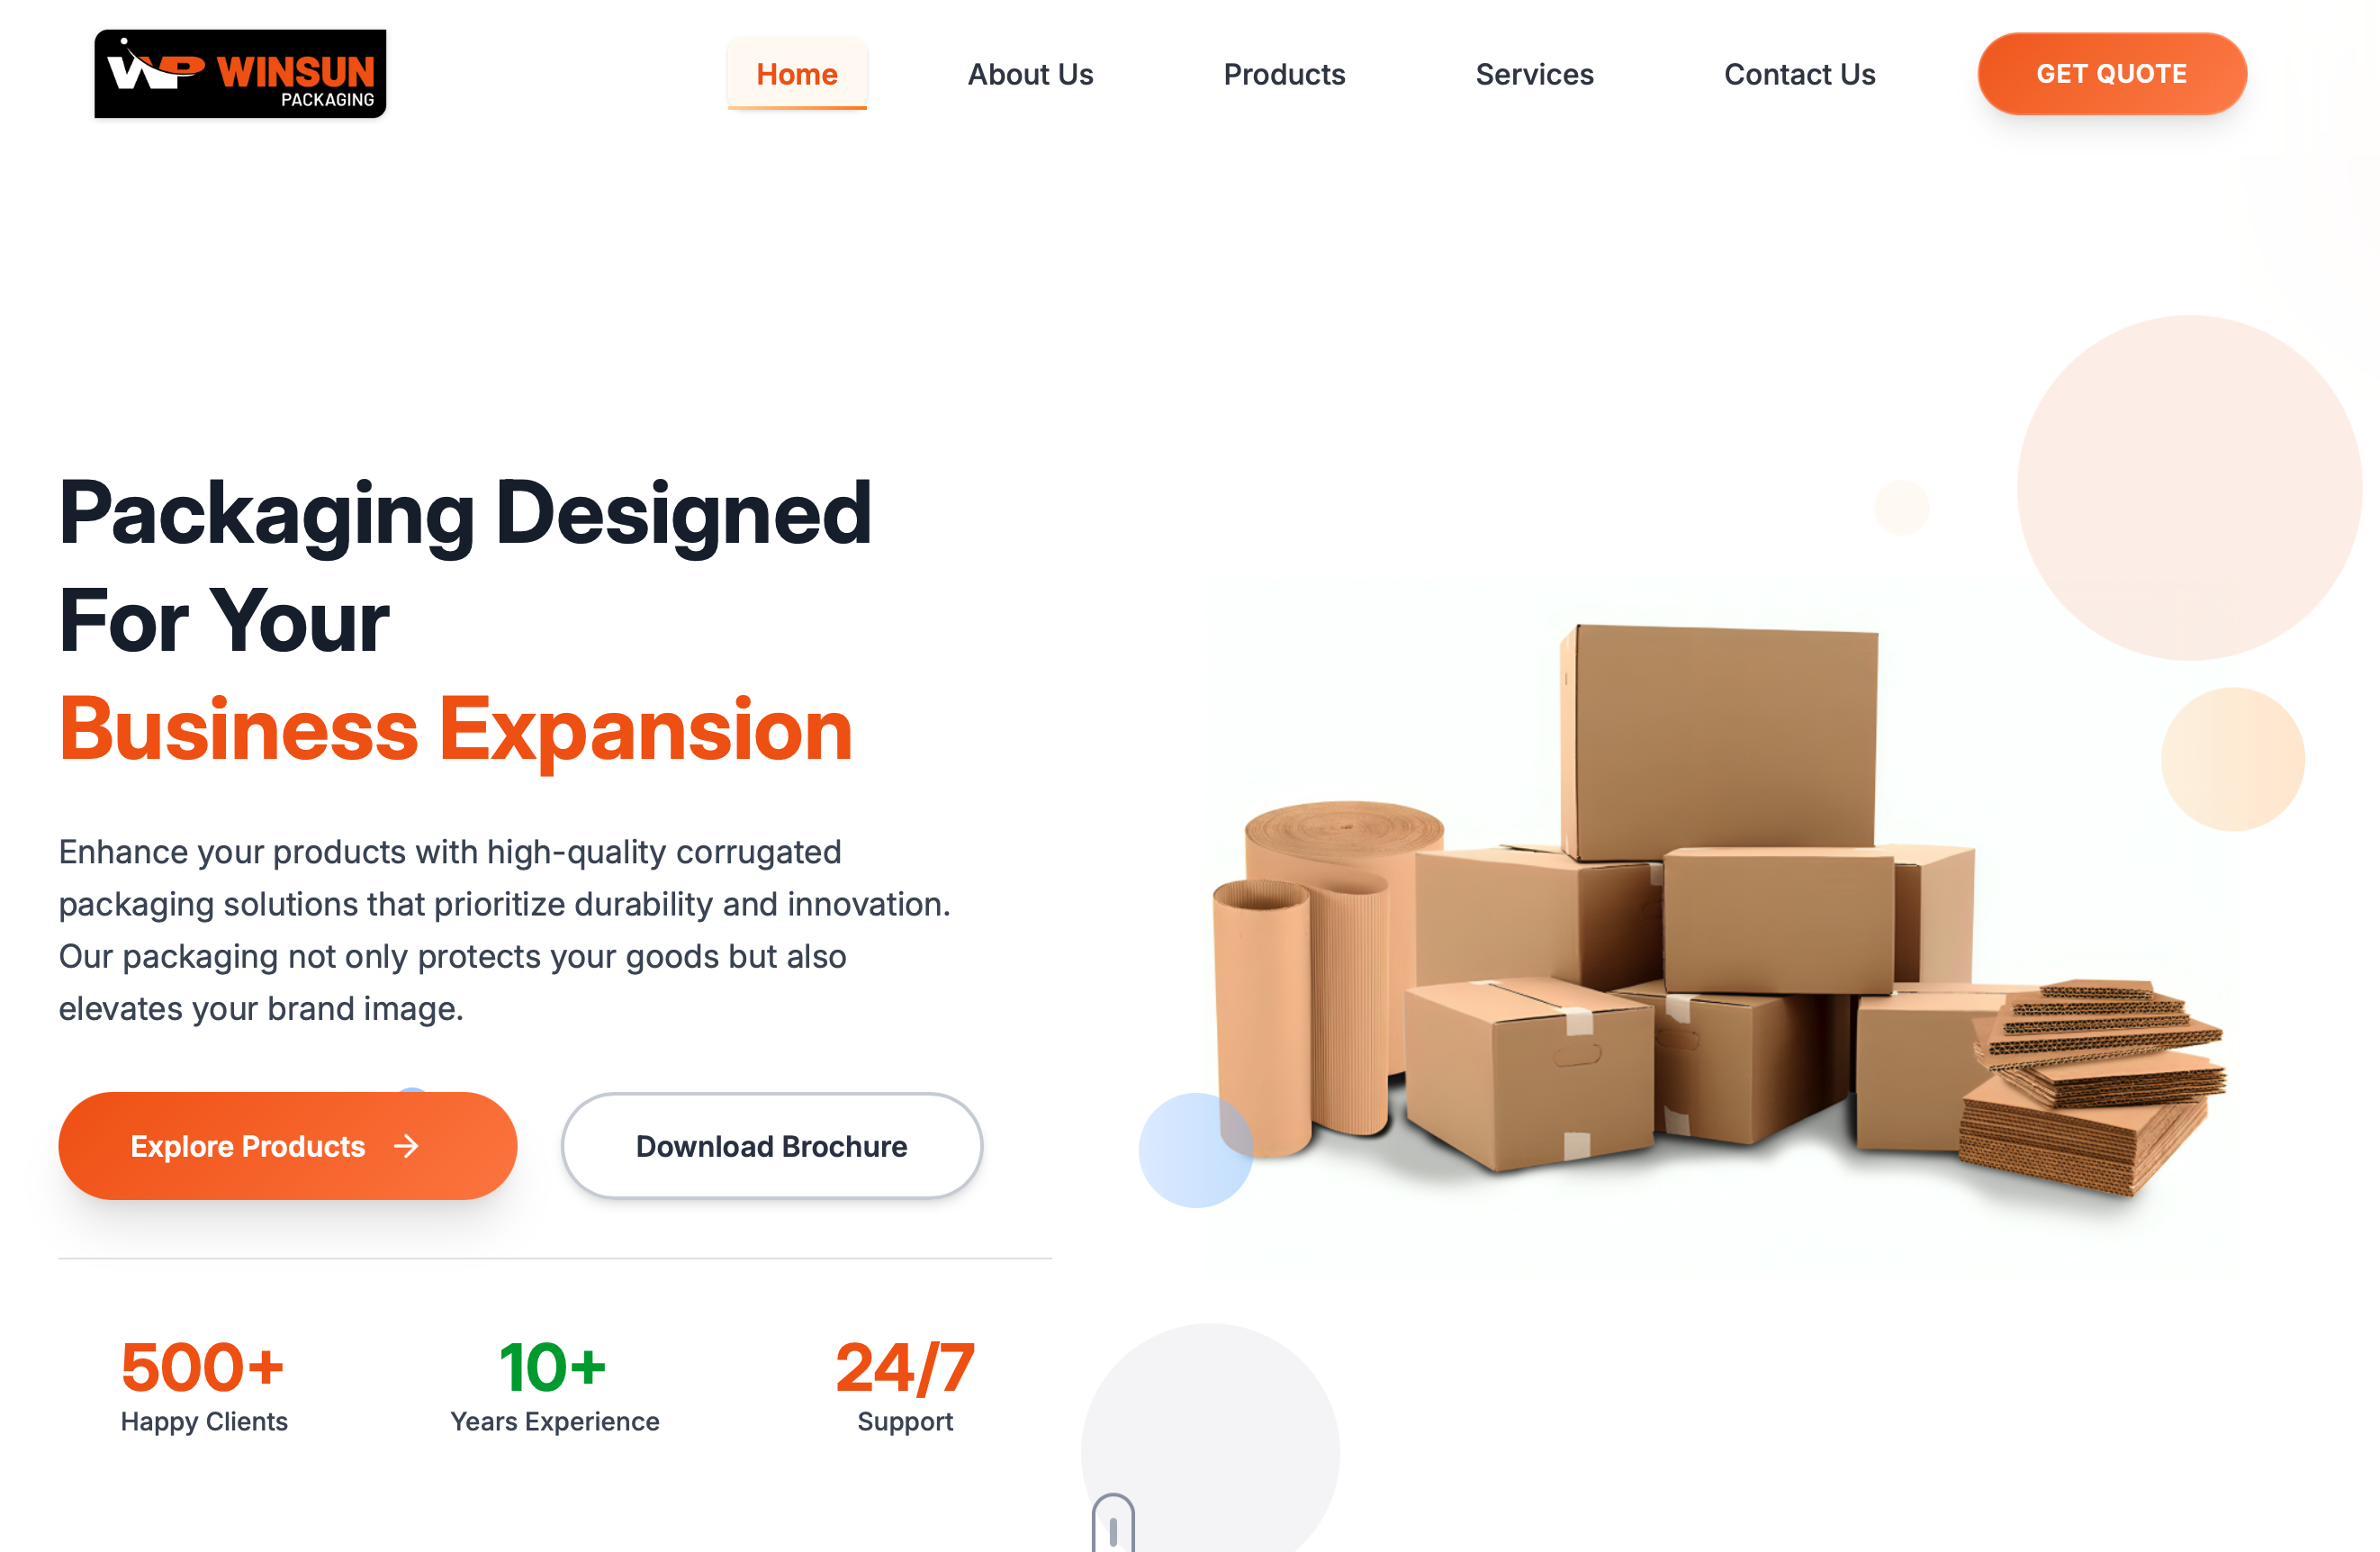 WP WINSUN
PACKAGING
Home
About Us
Products
Services
Contact Us
GET QUOTE
Packaging Designed
For Your
Business Expansion
Enhance your products with high-quality corrugated
packaging solutions that prioritize durability and innovation.
Our packaging not only protects your goods but also
elevates your brand image.
Explore Products →
Download Brochure
500+
Happy Clients
10+
Years Experience
24/7
Support